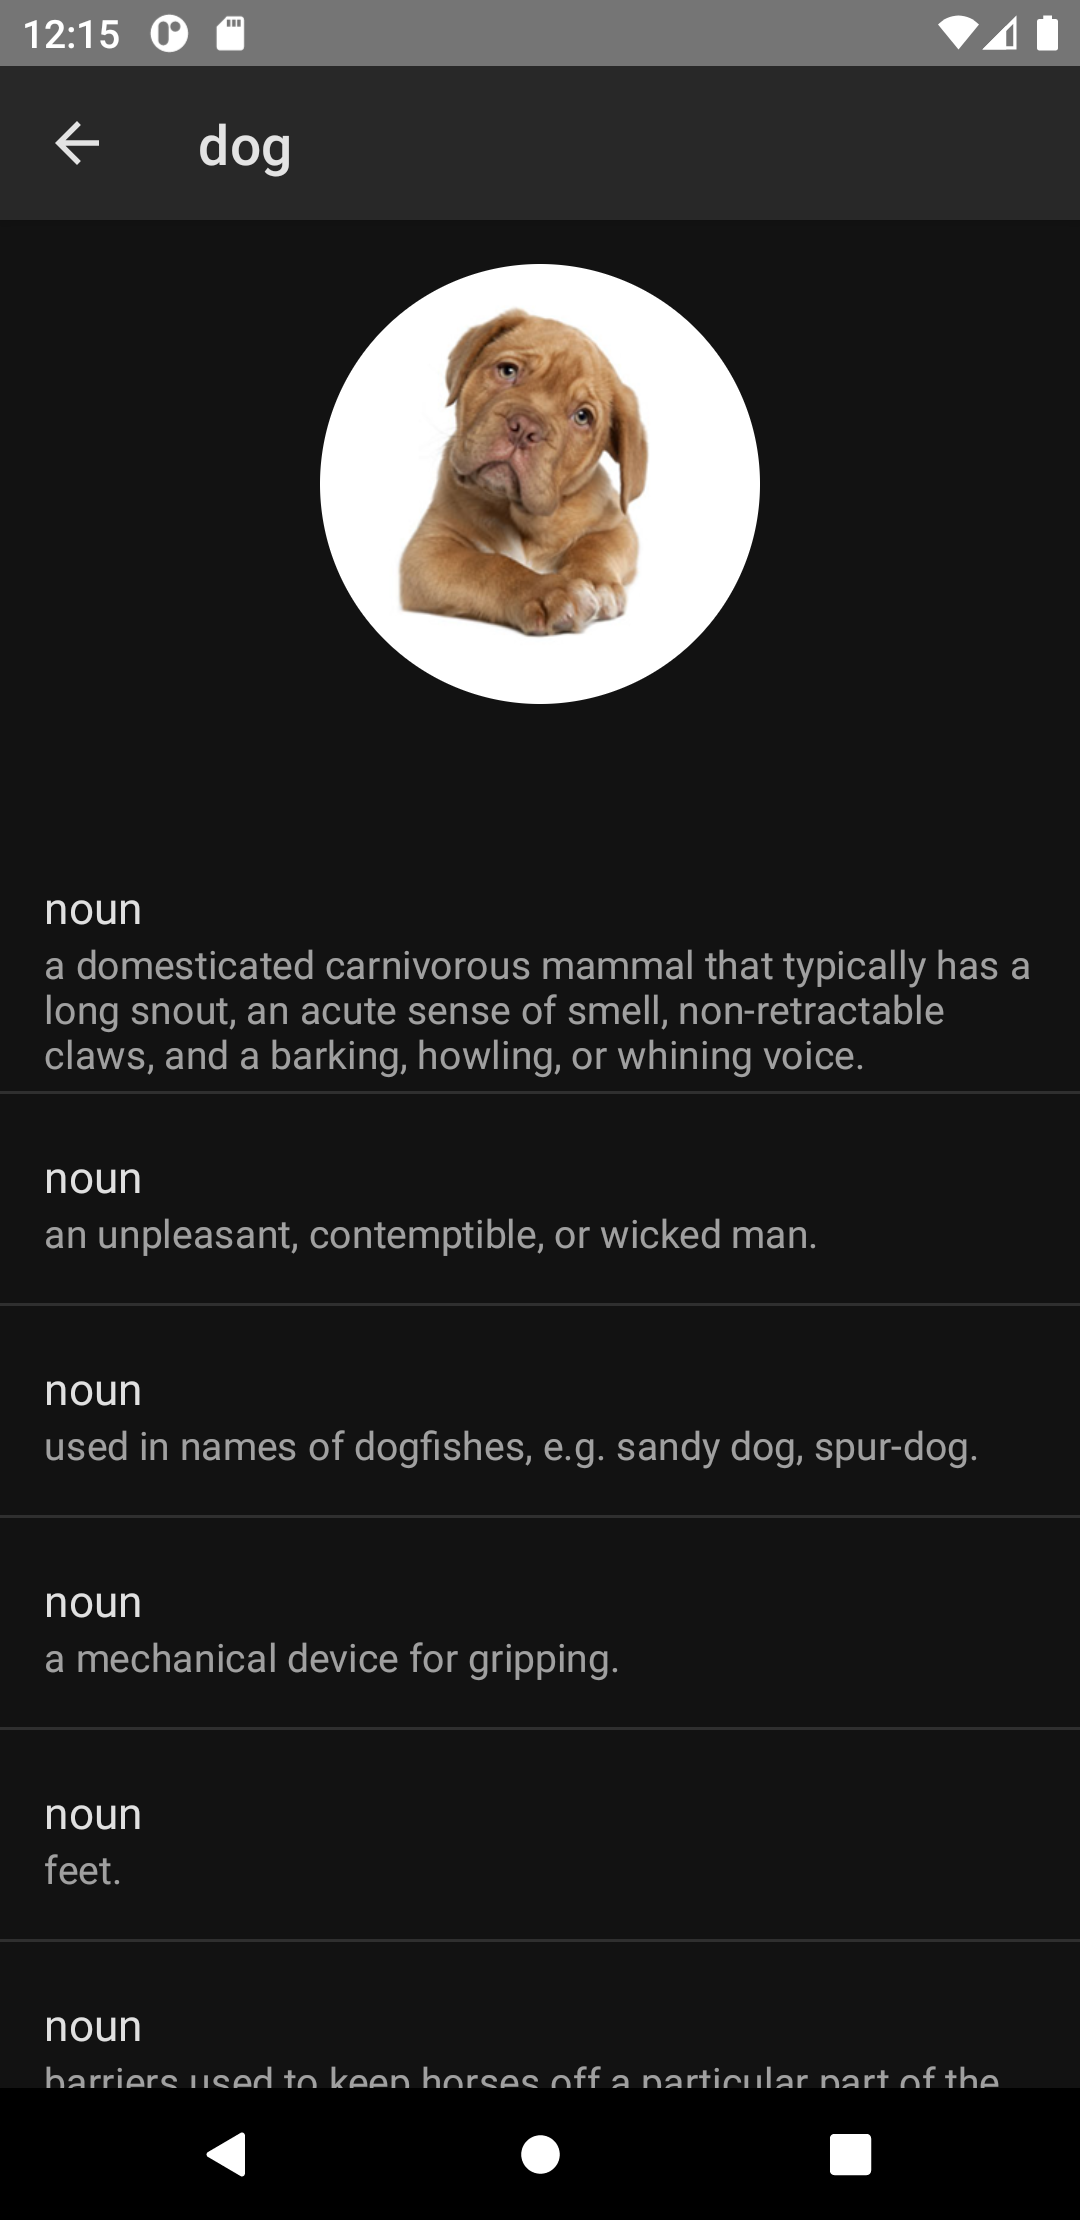 12:15
dog
noun
a domesticated carnivorous mammal that typically has a
long snout, an acute sense of smell, non-retractable
claws, and a barking, howling, or whining voice.
noun
an unpleasant, contemptible, or wicked man.
noun
used in names of dogfishes, e.g. sandy dog, spur-dog.
noun
a mechanical device for gripping.
noun
feet.
noun
barriers used to keep horses off a particular part of the